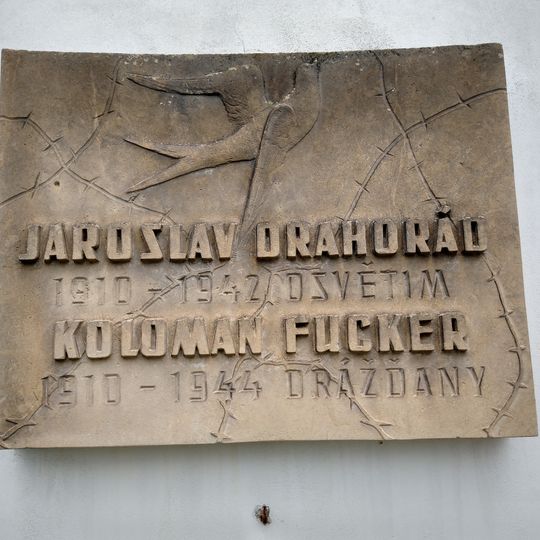 JAROSLAV DRAHORÁD
1910 - 1942 OSVĚTIM
KOLOMAN FUCKER
1910 - 1944 DRÁŽĎANY